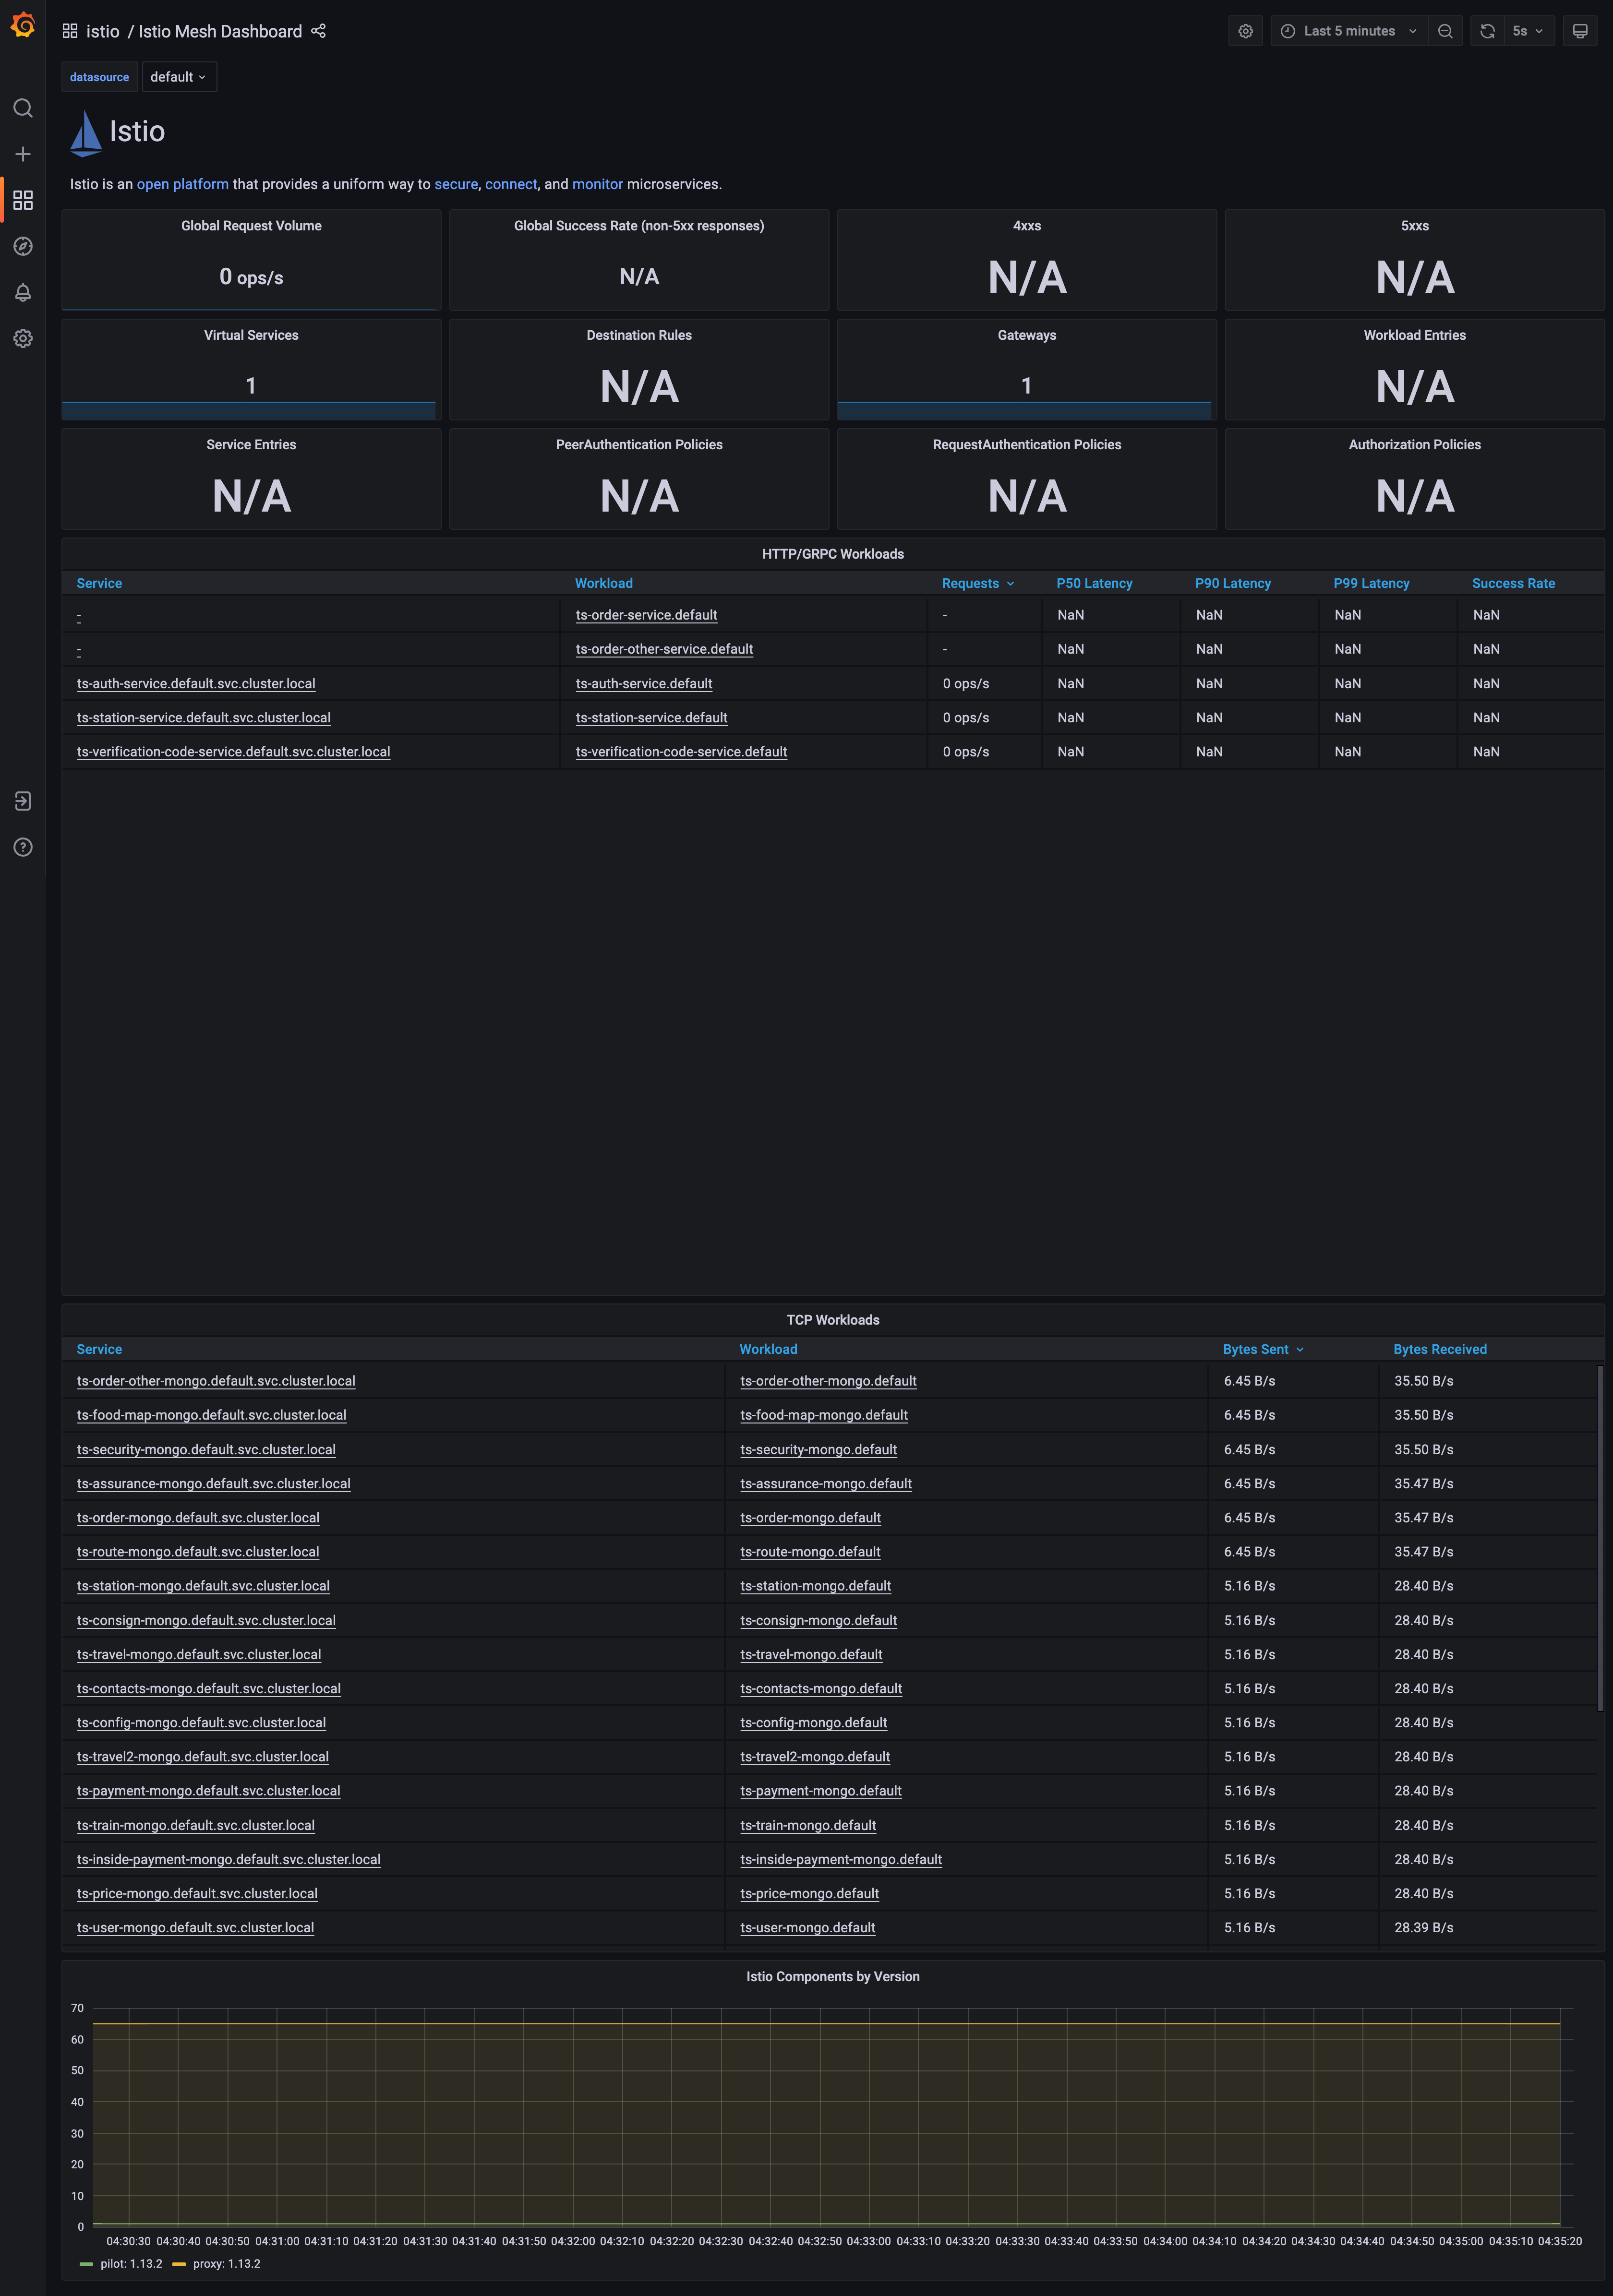 istio / Istio Mesh Dashboard
Last 5 minutes
5s
datasource default
Istio
Istio is an open platform that provides a uniform way to secure, connect, and monitor microservices.
Global Request Volume
0 ops/s
Global Success Rate (non-5xx responses)
N/A
4xxs
N/A
5xxs
N/A
Virtual Services
1
Destination Rules
N/A
Gateways
1
Workload Entries
N/A
Service Entries
N/A
PeerAuthentication Policies
N/A
RequestAuthentication Policies
N/A
Authorization Policies
N/A
HTTP/GRPC Workloads
Service Workload Requests P50 Latency P90 Latency P99 Latency Success Rate
- ts-order-service.default - NaN NaN NaN NaN
- ts-order-other-service.default - NaN NaN NaN NaN
ts-auth-service.default.svc.cluster.local ts-auth-service.default 0 ops/s NaN NaN NaN NaN
ts-station-service.default.svc.cluster.local ts-station-service.default 0 ops/s NaN NaN NaN NaN
ts-verification-code-service.default.svc.cluster.local ts-verification-code-service.default 0 ops/s NaN NaN NaN NaN
TCP Workloads
Service Workload Bytes Sent Bytes Received
ts-order-other-mongo.default.svc.cluster.local ts-order-other-mongo.default 6.45 B/s 35.50 B/s
ts-food-map-mongo.default.svc.cluster.local ts-food-map-mongo.default 6.45 B/s 35.50 B/s
ts-security-mongo.default.svc.cluster.local ts-security-mongo.default 6.45 B/s 35.50 B/s
ts-assurance-mongo.default.svc.cluster.local ts-assurance-mongo.default 6.45 B/s 35.47 B/s
ts-order-mongo.default.svc.cluster.local ts-order-mongo.default 6.45 B/s 35.47 B/s
ts-route-mongo.default.svc.cluster.local ts-route-mongo.default 6.45 B/s 35.47 B/s
ts-station-mongo.default.svc.cluster.local ts-station-mongo.default 5.16 B/s 28.40 B/s
ts-consign-mongo.default.svc.cluster.local ts-consign-mongo.default 5.16 B/s 28.40 B/s
ts-travel-mongo.default.svc.cluster.local ts-travel-mongo.default 5.16 B/s 28.40 B/s
ts-contacts-mongo.default.svc.cluster.local ts-contacts-mongo.default 5.16 B/s 28.40 B/s
ts-config-mongo.default.svc.cluster.local ts-config-mongo.default 5.16 B/s 28.40 B/s
ts-travel2-mongo.default.svc.cluster.local ts-travel2-mongo.default 5.16 B/s 28.40 B/s
ts-payment-mongo.default.svc.cluster.local ts-payment-mongo.default 5.16 B/s 28.40 B/s
ts-train-mongo.default.svc.cluster.local ts-train-mongo.default 5.16 B/s 28.40 B/s
ts-inside-payment-mongo.default.svc.cluster.local ts-inside-payment-mongo.default 5.16 B/s 28.40 B/s
ts-price-mongo.default.svc.cluster.local ts-price-mongo.default 5.16 B/s 28.40 B/s
ts-user-mongo.default.svc.cluster.local ts-user-mongo.default 5.16 B/s 28.39 B/s
Istio Components by Version
70
60
50
40
30
20
10
0
04:30:30 04:30:40 04:30:50 04:31:00 04:31:10 04:31:20 04:31:30 04:31:40 04:31:50 04:32:00 04:32:10 04:32:20 04:32:30 04:32:40 04:32:50 04:33:00 04:33:10 04:33:20 04:33:30 04:33:40 04:33:50 04:34:00 04:34:10 04:34:20 04:34:30 04:34:40 04:34:50 04:35:00 04:35:10 04:35:20
pilot: 1.13.2 proxy: 1.13.2